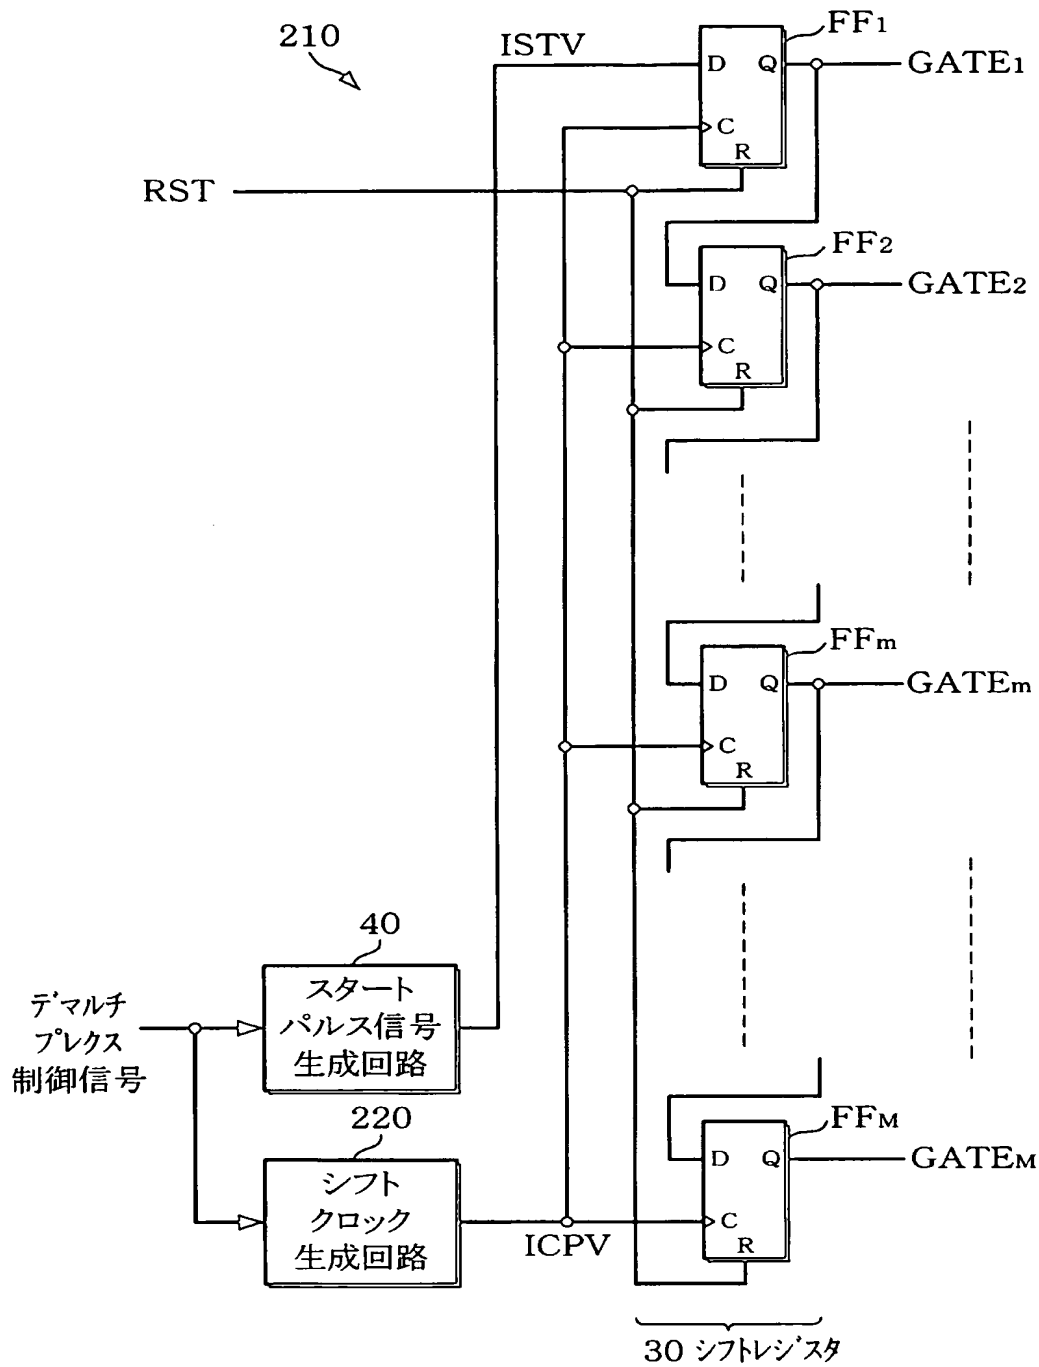 210
ISTV
FF1
D
Q
GATE1
C
R
RST
FF2
D
Q
GATE2
C
R
FFm
D
Q
GATEm
C
R
40
スタート
パルス信号
生成回路
デマルチ
プレクス
制御信号
220
シフト
クロック
生成回路
ICPV
FFM
D
Q
GATEM
C
R
30 シフトレジスタ